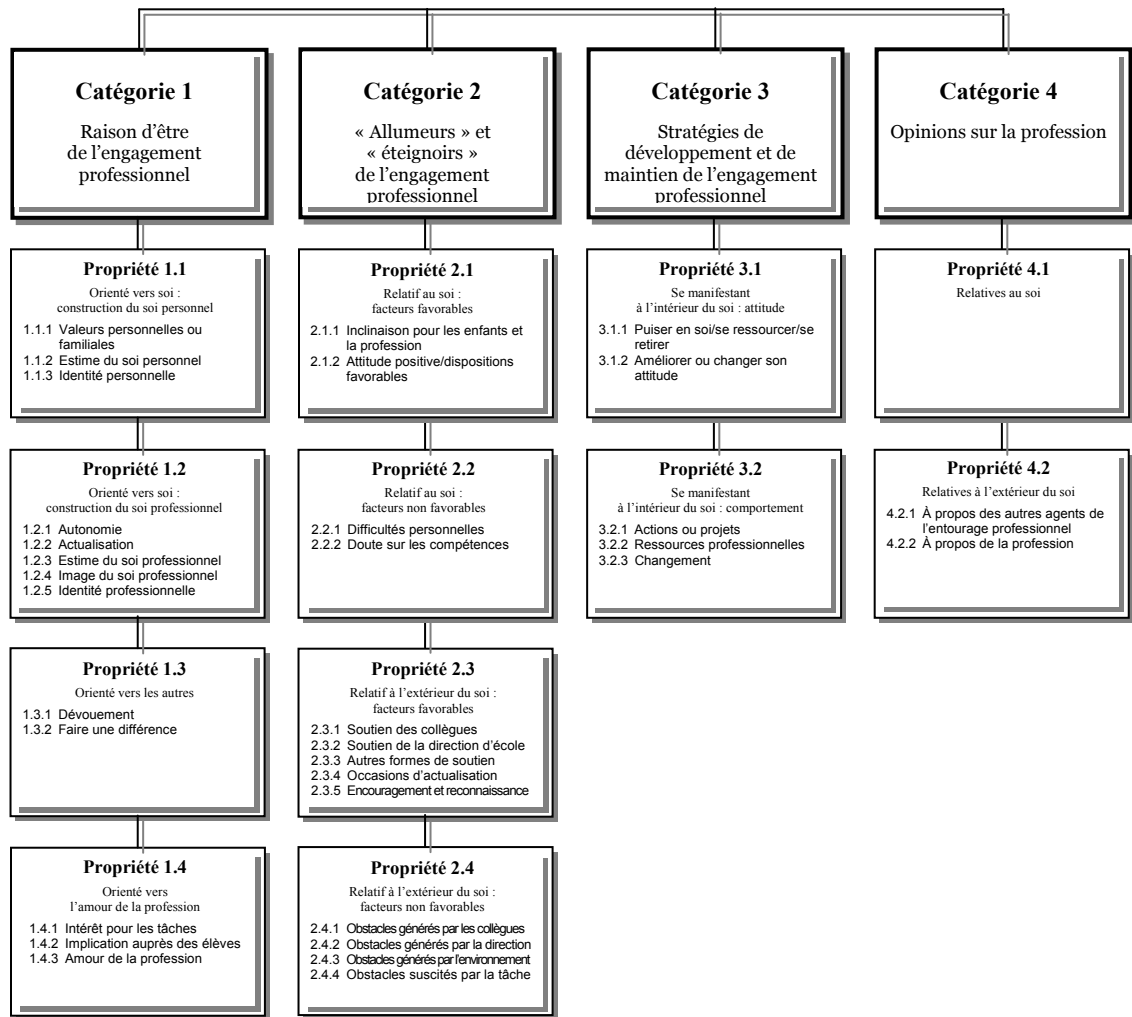 Catégorie 1
Raison d'être
de l'engagement
professionnel
Catégorie 2
« Allumeurs » et
« éteignoirs »
de l'engagement
professionnel
Catégorie 3
Stratégies de
développement et de
maintien de l'engagement
professionnel
Catégorie 4
Opinions sur la profession
Propriété 1.1
Orienté vers soi :
construction du soi personnel
1.1.1 Valeurs personnelles ou
familiales
1.1.2 Estime du soi personnel
1.1.3 Identité personnelle
Propriété 2.1
Relatif au soi :
facteurs favorables
2.1.1 Inclinaison pour les enfants et
la profession
2.1.2 Attitude positive/dispositions
favorables
Propriété 3.1
Se manifestant
à l'intérieur du soi : attitude
3.1.1 Puiser en soi/se ressourcer/se
retirer
3.1.2 Améliorer ou changer son
attitude
Propriété 4.1
Relatives au soi
Propriété 1.2
Orienté vers soi :
construction du soi professionnel
1.2.1 Autonomie
1.2.2 Actualisation
1.2.3 Estime du soi professionnel
1.2.4 Image du soi professionnel
1.2.5 Identité professionnelle
Propriété 2.2
Relatif au soi :
facteurs non favorables
2.2.1 Difficultés personnelles
2.2.2 Doute sur les compétences
Propriété 3.2
Se manifestant
à l'intérieur du soi : comportement
3.2.1 Actions ou projets
3.2.2 Ressources professionnelles
3.2.3 Changement
Propriété 4.2
Relatives à l'extérieur du soi
4.2.1 À propos des autres agents de
l'entourage professionnel
4.2.2 À propos de la profession
Propriété 1.3
Orienté vers les autres
1.3.1 Dévouement
1.3.2 Faire une différence
Propriété 2.3
Relatif à l'extérieur du soi :
facteurs favorables
2.3.1 Soutien des collègues
2.3.2 Soutien de la direction d'école
2.3.3 Autres formes de soutien
2.3.4 Occasions d'actualisation
2.3.5 Encouragement et reconnaissance
Propriété 1.4
Orienté vers
l'amour de la profession
1.4.1 Intérêt pour les tâches
1.4.2 Implication auprès des élèves
1.4.3 Amour de la profession
Propriété 2.4
Relatif à l'extérieur du soi :
facteurs non favorables
2.4.1 Obstacles générés par les collègues
2.4.2 Obstacles générés par la direction
2.4.3 Obstacles générés par l'environnement
2.4.4 Obstacles suscités par la tâche